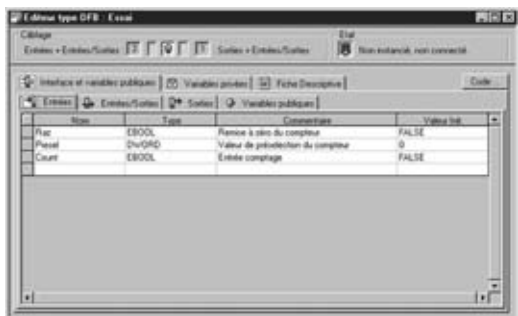 Editeur type DFB : Essai
Câblage
Etat
Entrées + Entrées/Sorties
Sorties + Entrées/Sorties
Non instancié, non connecté
Interface et variables publiques
Variables privées
Fiche Descriptive
Code
Entrées
Entrées/Sorties
Sorties
Variables publiques
Nom Type Commentaire Valeur Init.
Raz EBOOL Remise à zéro du compteur FALSE
Presel DWORD Valeur de présélection du compteur 0
Count EBOOL Entrée comptage FALSE